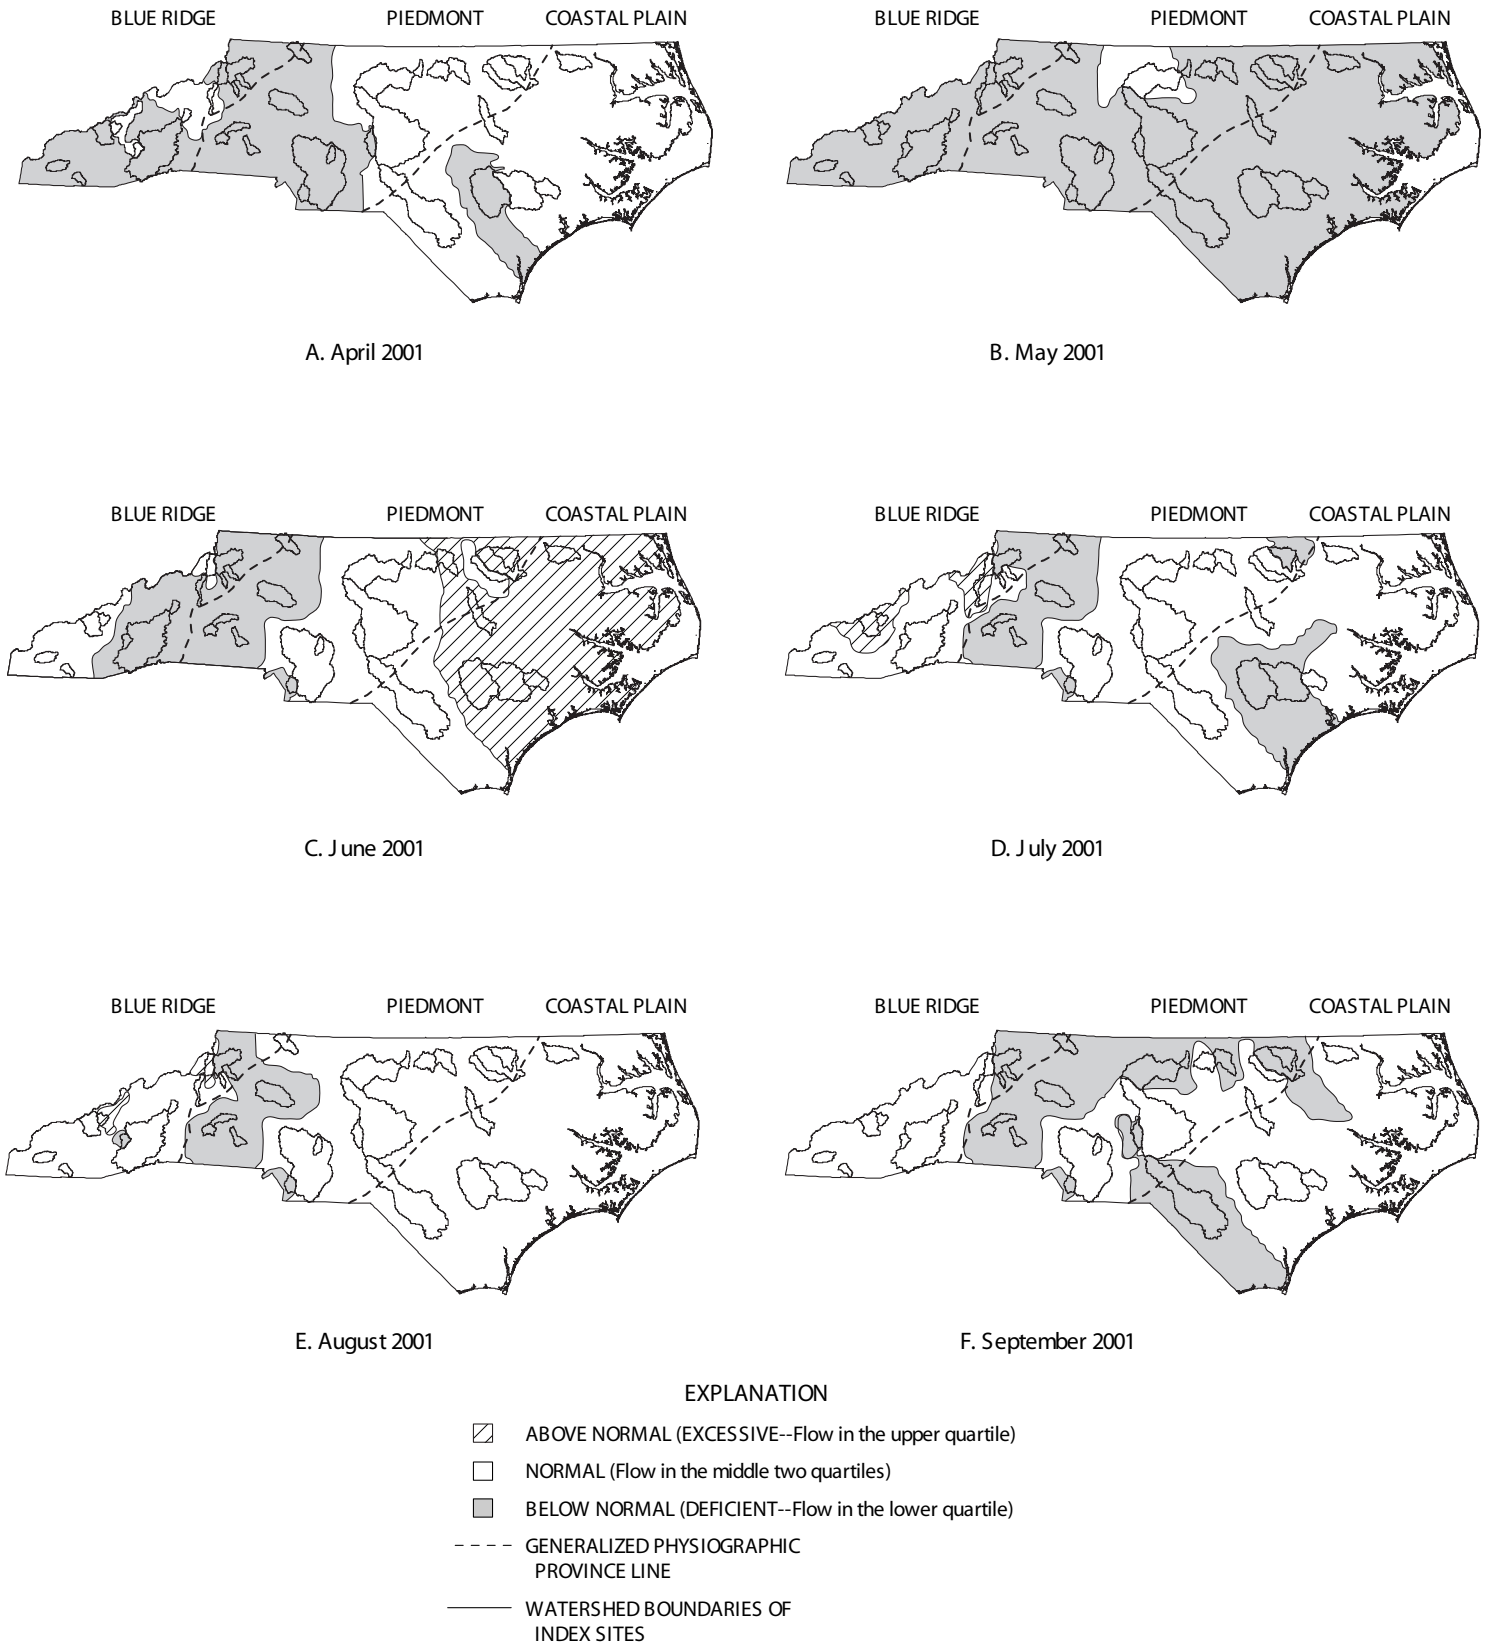 BLUE RIDGE PIEDMONT COASTAL PLAIN
BLUE RIDGE PIEDMONT COASTAL PLAIN
A. April 2001
B. May 2001
BLUE RIDGE PIEDMONT COASTAL PLAIN
BLUE RIDGE PIEDMONT COASTAL PLAIN
C. June 2001
D. July 2001
BLUE RIDGE PIEDMONT COASTAL PLAIN
BLUE RIDGE PIEDMONT COASTAL PLAIN
E. August 2001
F. September 2001
EXPLANATION
ABOVE NORMAL (EXCESSIVE--Flow in the upper quartile)
NORMAL (Flow in the middle two quartiles)
BELOW NORMAL (DEFICIENT--Flow in the lower quartile)
GENERALIZED PHYSIOGRAPHIC
PROVINCE LINE
WATERSHED BOUNDARIES OF
INDEX SITES